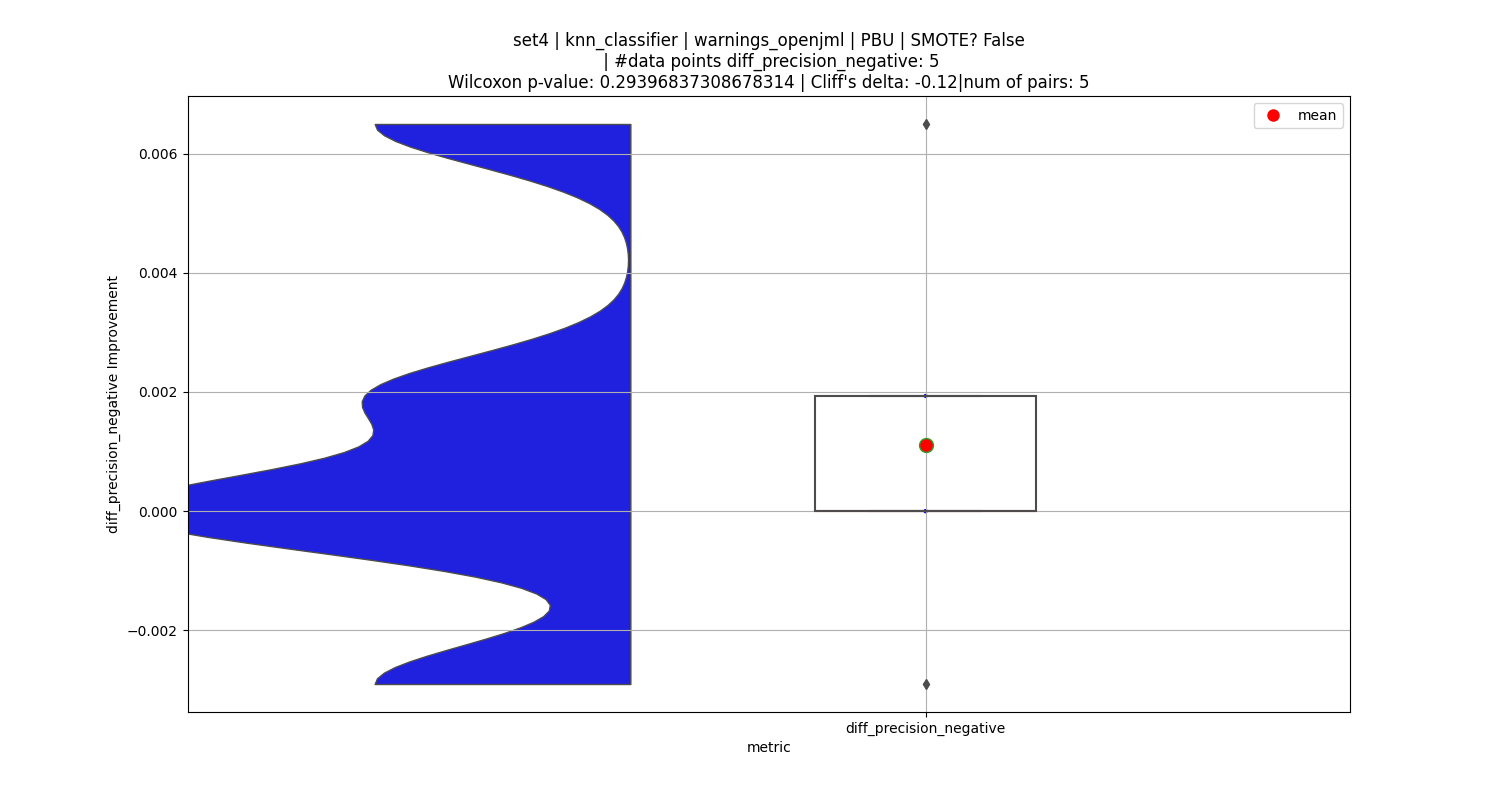 set4 | knn_classifier | warnings_openjml | PBU | SMOTE? False
| #data points diff_precision_negative: 5
Wilcoxon p-value: 0.29396837308678314 | Cliff's delta: -0.12|num of pairs: 5
mean
0.006
0.004
0.002
0.000
−0.002
diff_precision_negative Improvement
diff_precision_negative
metric